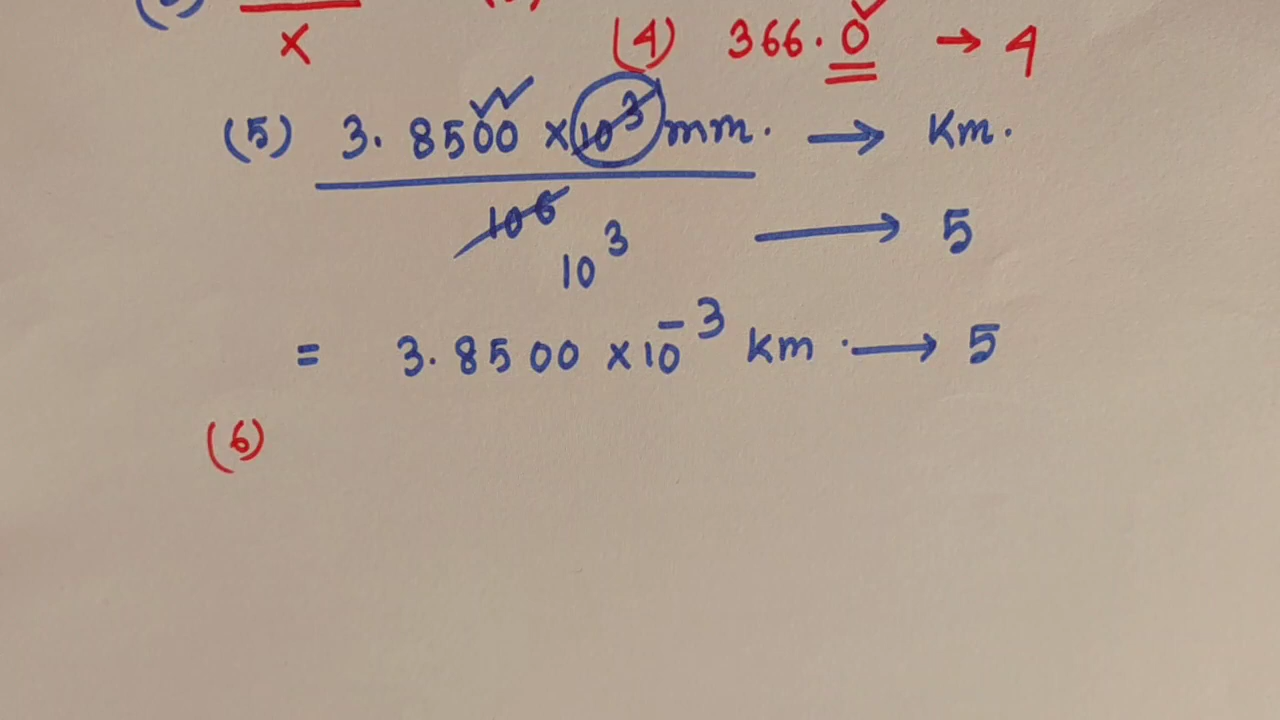 x
(4) 366.0 → 4
(5) 3.8500 ×10³ mm. → Km.
10⁶
10³ → 5
= 3.8500 ×10⁻³ km. → 5
(6)